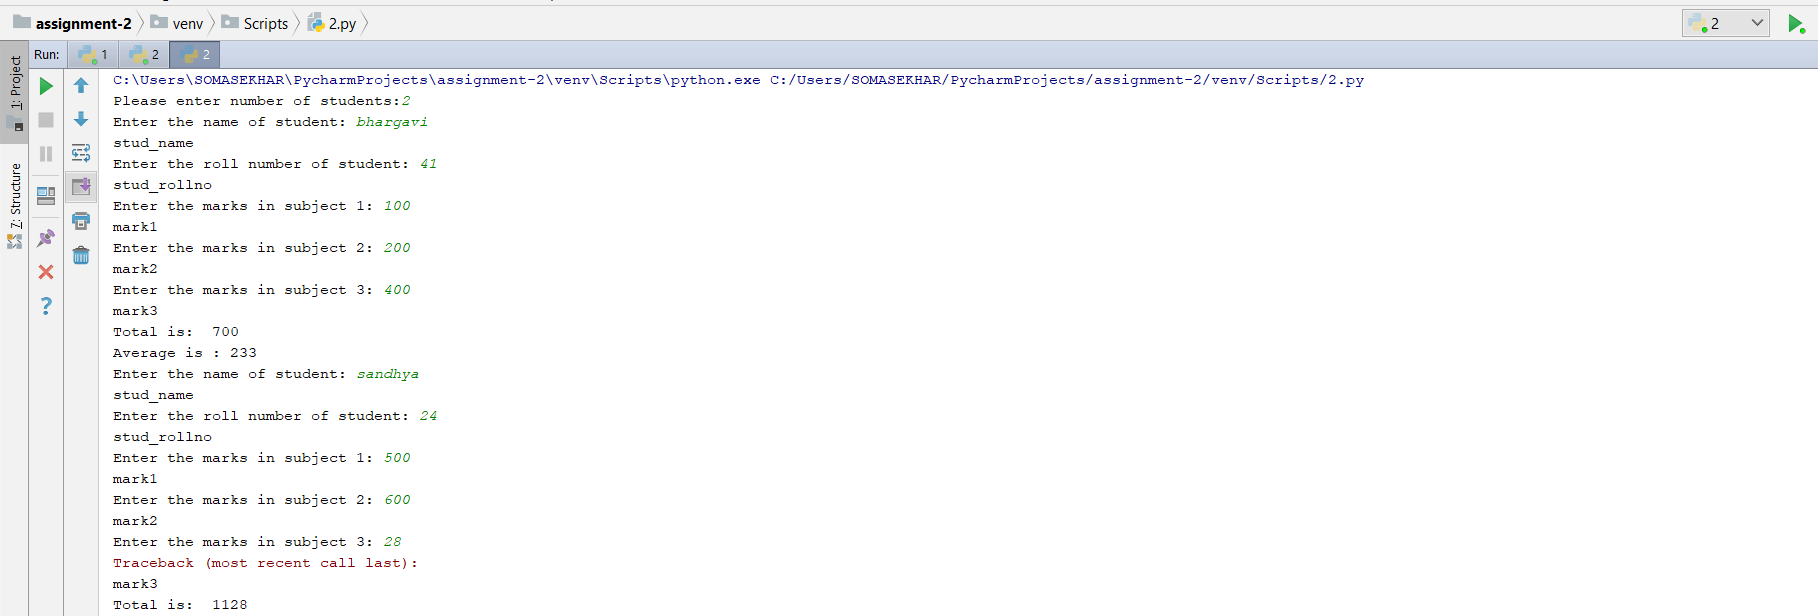 assignment-2 venv Scripts 2.py 2
Run: 1 2 2
1: Project
7: Structure
C:\Users\SOMASEKHAR\PycharmProjects\assignment-2\venv\Scripts\python.exe C:/Users/SOMASEKHAR/PycharmProjects/assignment-2/venv/Scripts/2.py
Please enter number of students:2
Enter the name of student: bhargavi
stud_name
Enter the roll number of student: 41
stud_rollno
Enter the marks in subject 1: 100
mark1
Enter the marks in subject 2: 200
mark2
Enter the marks in subject 3: 400
mark3
Total is:  700
Average is : 233
Enter the name of student: sandhya
stud_name
Enter the roll number of student: 24
stud_rollno
Enter the marks in subject 1: 500
mark1
Enter the marks in subject 2: 600
mark2
Enter the marks in subject 3: 28
Traceback (most recent call last):
mark3
Total is:  1128